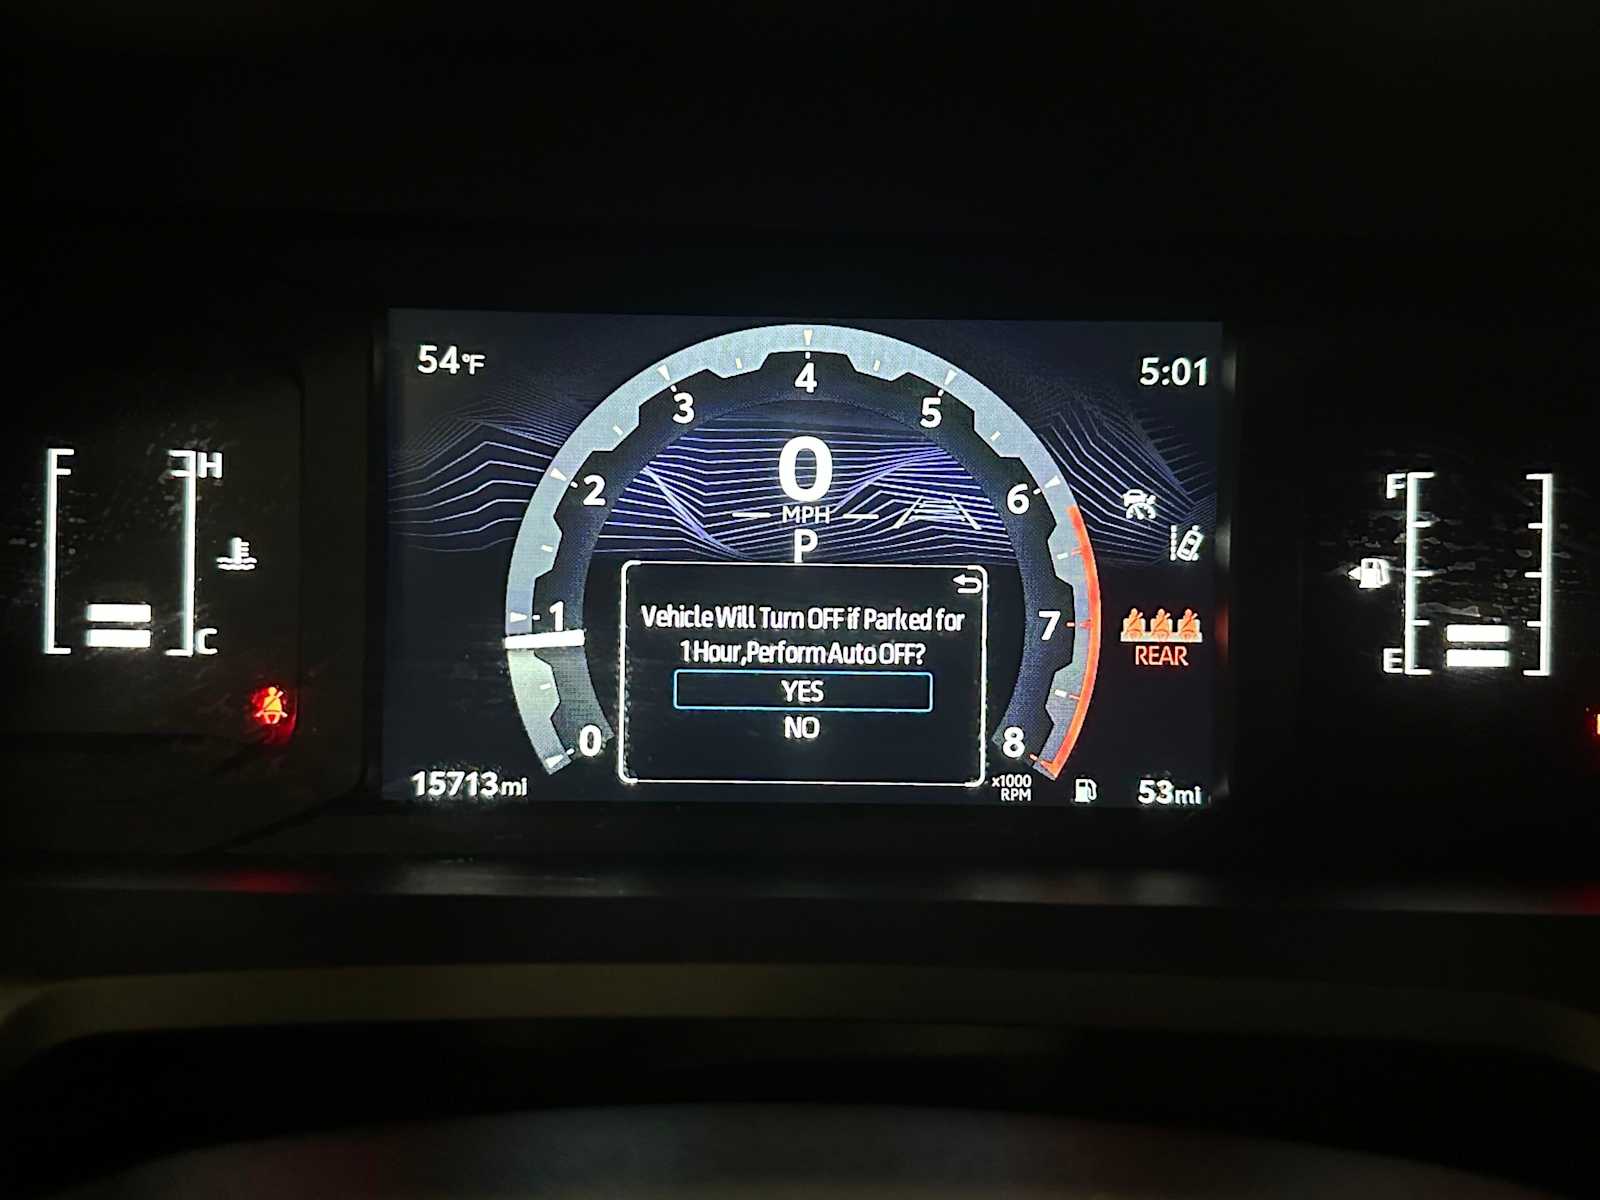 54°F
5:01
4
3
5
H
0
F
2
6
MPH
P
Vehicle Will Turn OFF if Parked for
1
7
1 Hour,Perform Auto OFF?
REAR
C
E
YES
NO
0
8
15713mi
x1000
RPM
53mi